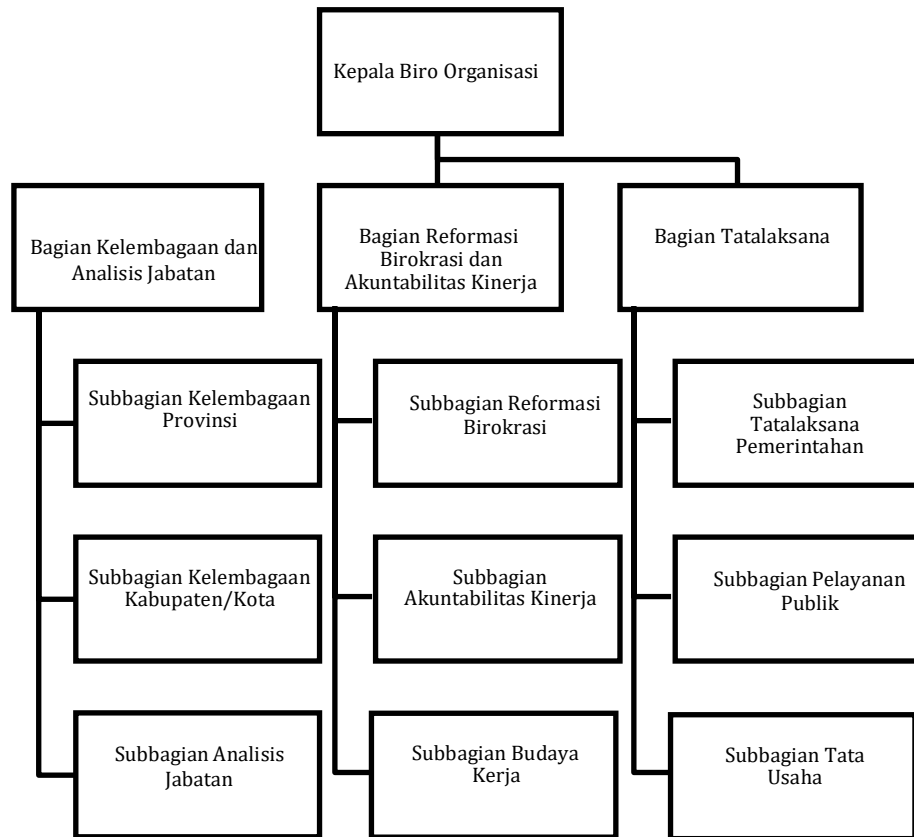 Kepala Biro Organisasi
Bagian Kelembagaan dan
Analisis Jabatan
Bagian Reformasi
Birokrasi dan
Akuntabilitas Kinerja
Bagian Tatalaksana
Subbagian Kelembagaan
Provinsi
Subbagian Reformasi
Birokrasi
Subbagian
Tatalaksana
Pemerintahan
Subbagian Kelembagaan
Kabupaten/Kota
Subbagian
Akuntabilitas Kinerja
Subbagian Pelayanan
Publik
Subbagian Analisis
Jabatan
Subbagian Budaya
Kerja
Subbagian Tata
Usaha